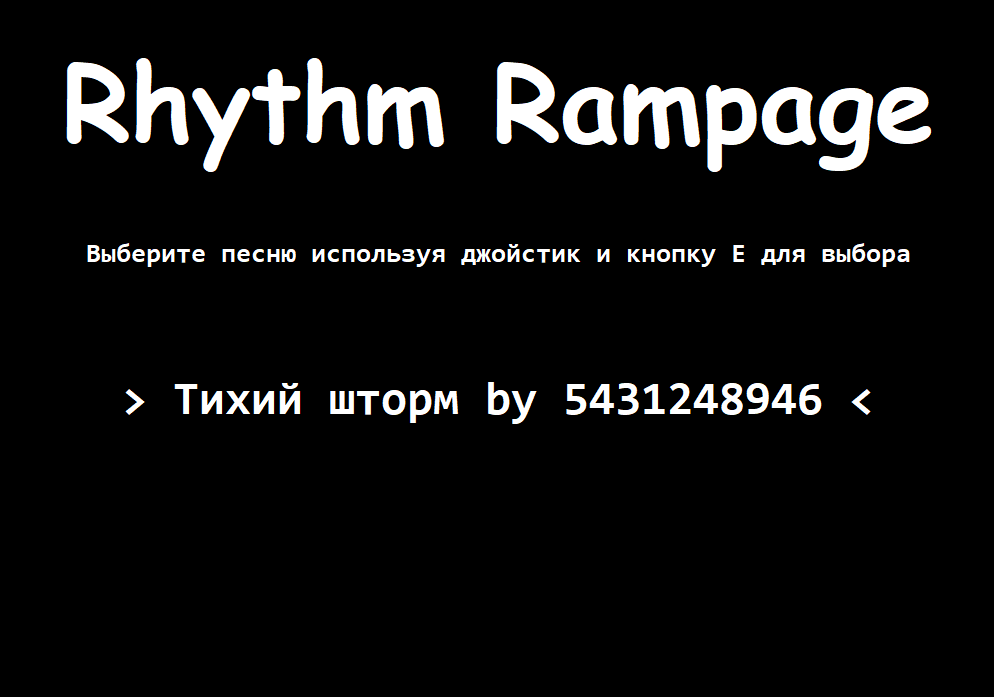 Rhythm Rampage
Выберите песню используя джойстик и кнопку E для выбора
> Тихий шторм by 5431248946 <